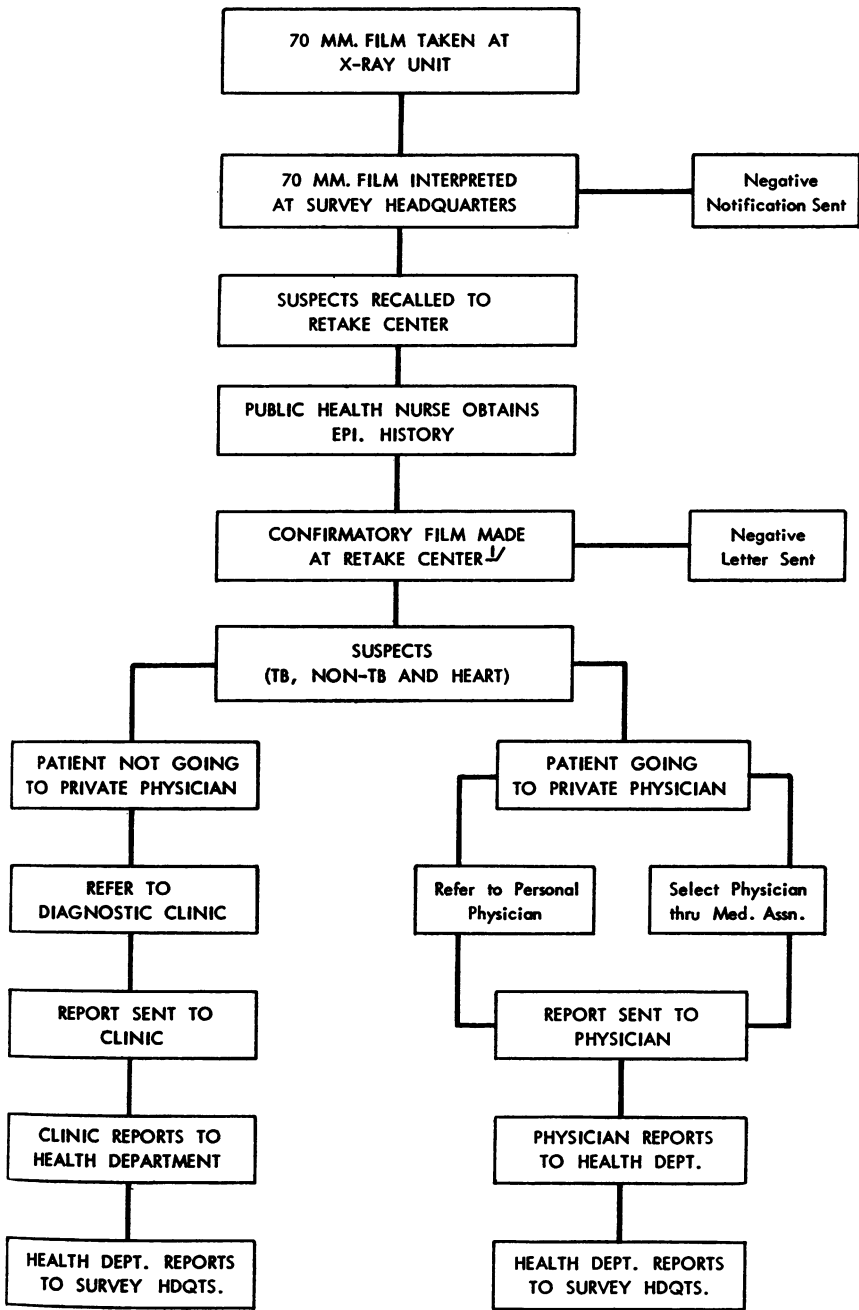 70 MM. FILM TAKEN AT
X-RAY UNIT
70 MM. FILM INTERPRETED
AT SURVEY HEADQUARTERS
Negative
Notification Sent
SUSPECTS RECALLED TO
RETAKE CENTER
PUBLIC HEALTH NURSE OBTAINS
EPI. HISTORY
CONFIRMATORY FILM MADE
AT RETAKE CENTER 1/
Negative
Letter Sent
SUSPECTS
(TB, NON-TB AND HEART)
PATIENT NOT GOING
TO PRIVATE PHYSICIAN
PATIENT GOING
TO PRIVATE PHYSICIAN
REFER TO
DIAGNOSTIC CLINIC
Refer to Personal
Physician
Select Physician
thru Med. Assn.
REPORT SENT TO
CLINIC
REPORT SENT TO
PHYSICIAN
CLINIC REPORTS TO
HEALTH DEPARTMENT
PHYSICIAN REPORTS
TO HEALTH DEPT.
HEALTH DEPT. REPORTS
TO SURVEY HDQTS.
HEALTH DEPT. REPORTS
TO SURVEY HDQTS.